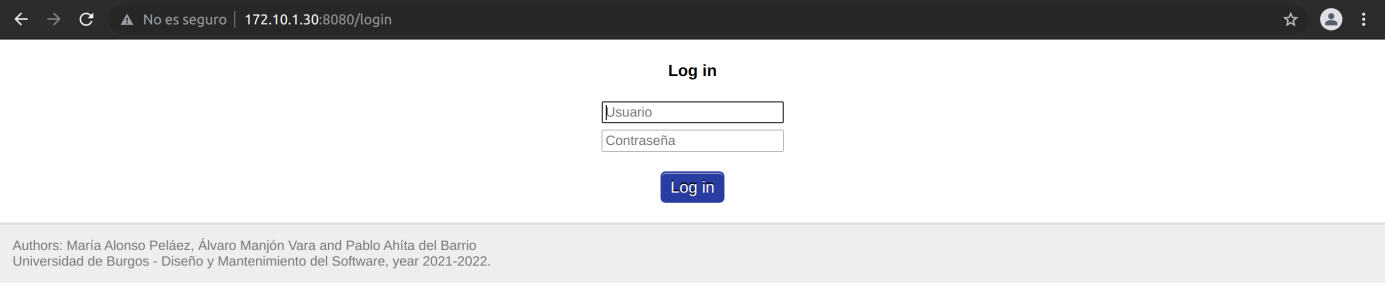 No es seguro 172.10.1.30:8080/login
Log in
Usuario
Contraseña
Log in
Authors: María Alonso Peláez, Álvaro Manjón Vara and Pablo Ahíta del Barrio
Universidad de Burgos - Diseño y Mantenimiento del Software, year 2021-2022.